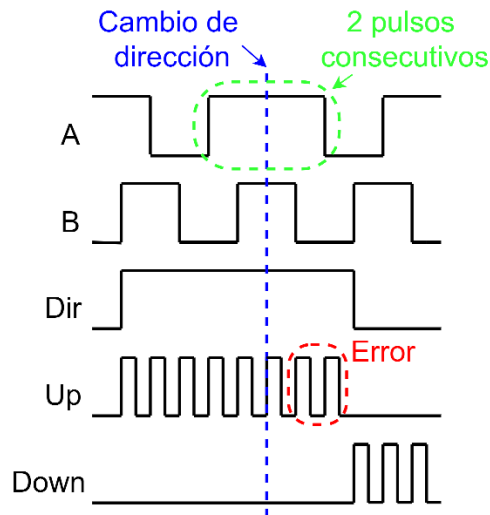 Cambio de
dirección
2 pulsos
consecutivos
A
B
Dir
Error
Up
Down